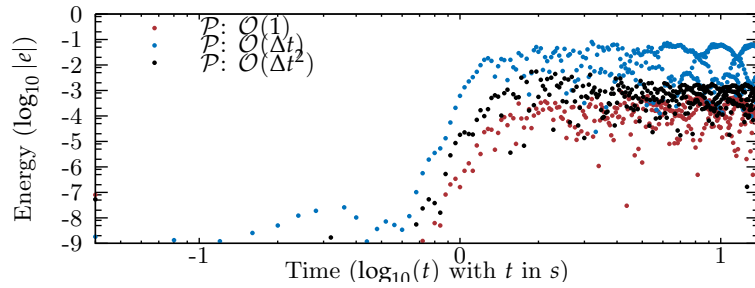 0
-1
-2
-3
-4
-5
-6
-7
-8
-9
Energy (log₁₀ |e|)
𝒫: 𝒪(1)
𝒫: 𝒪(Δt)
𝒫: 𝒪(Δt²)
-1 0 1
Time (log₁₀(t) with t in s)